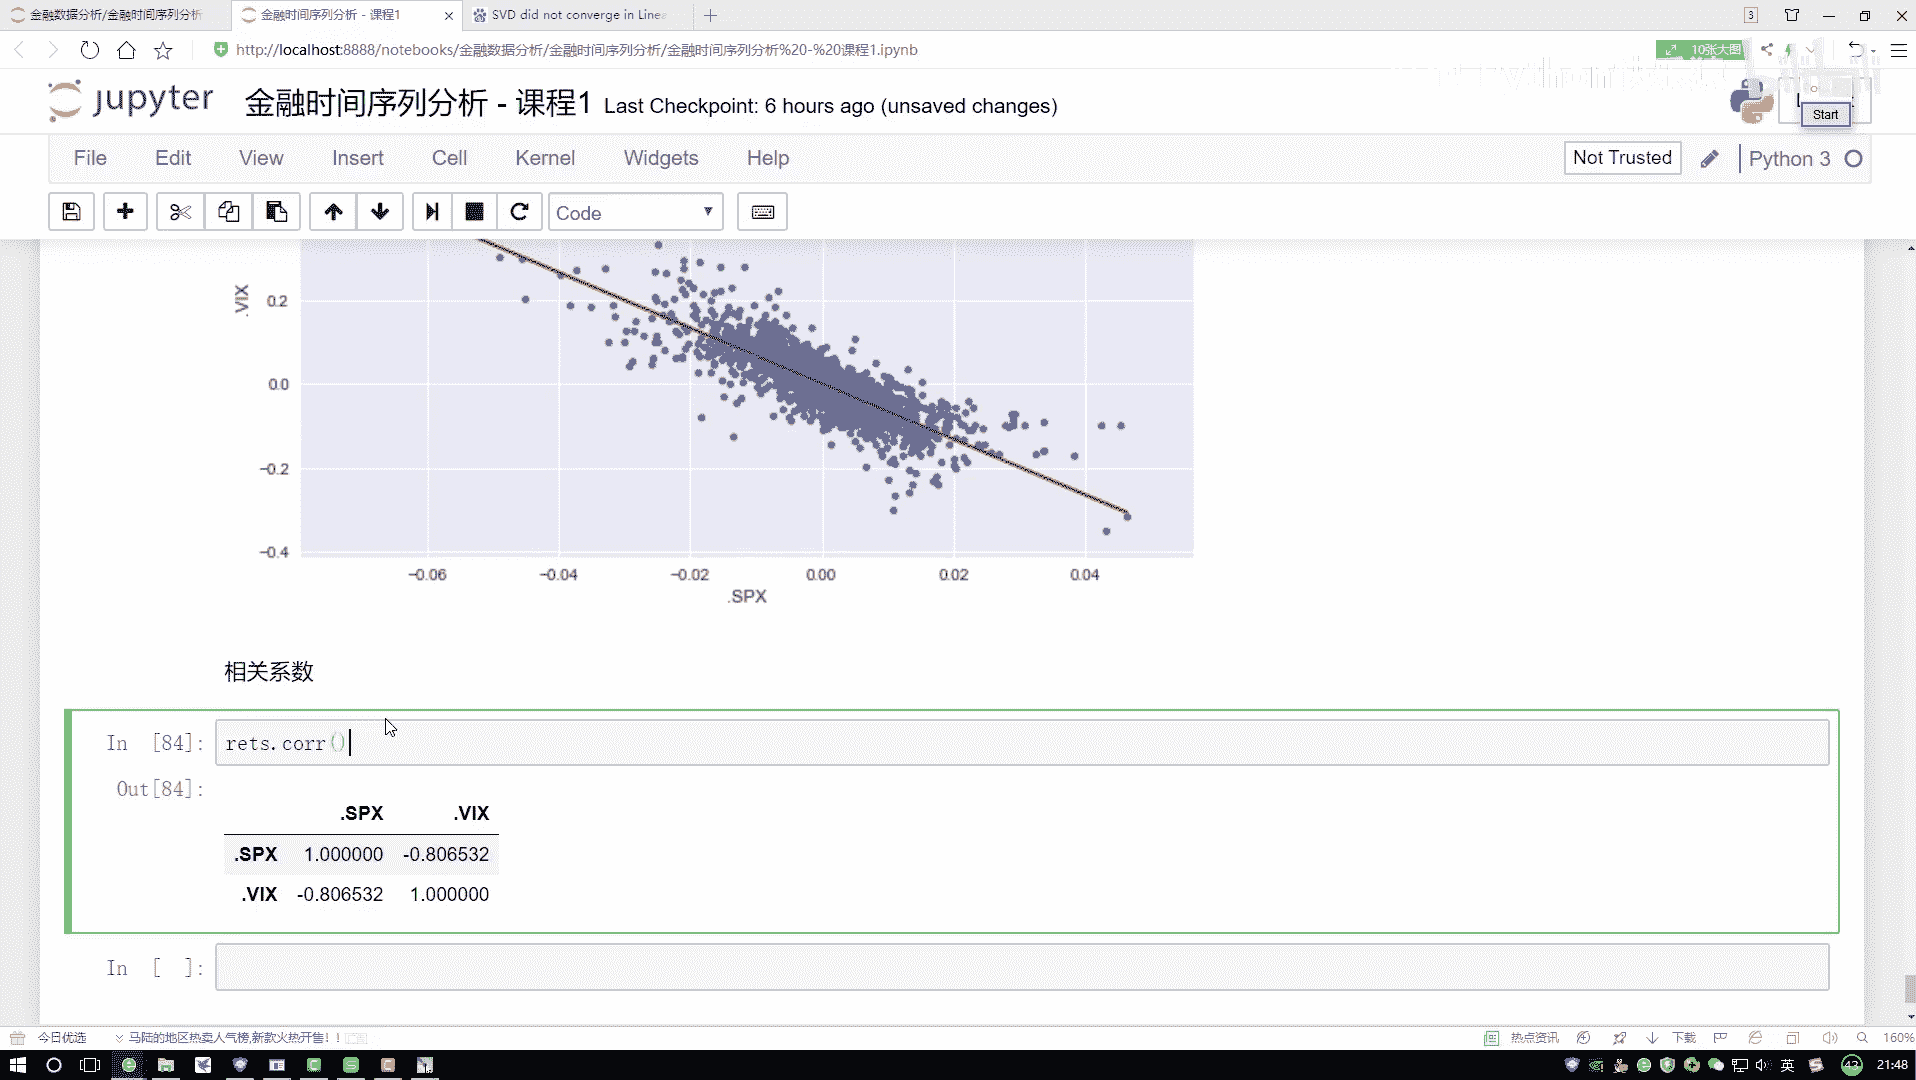 金融数据分析/金融时间序列分析
金融时间序列分析 - 课程1
SVD did not converge in Linea
3
http://localhost:8888/notebooks/金融数据分析/金融时间序列分析/金融时间序列分析%20-%20课程1.ipynb
10张大图
jupyter 金融时间序列分析 - 课程1 Last Checkpoint: 6 hours ago (unsaved changes)
Start
File Edit View Insert Cell Kernel Widgets Help
Not Trusted
Python 3
Code
.VIX
0.2
0.0
−0.2
−0.4
−0.06 −0.04 −0.02 0.00 0.02 0.04
.SPX
相关系数
In [84]: rets.corr()
Out[84]:
.SPX .VIX
.SPX 1.000000 -0.806532
.VIX -0.806532 1.000000
In [ ]:
今日优选
马陆的地区热卖人气榜,新款火热开售!!
热点资讯
下载
160%
英
43
21:48